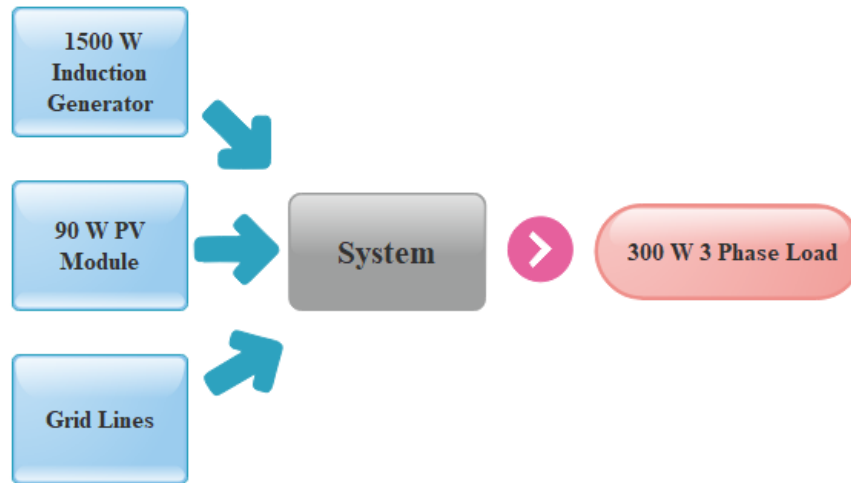 1500 W
Induction
Generator
90 W PV
Module
Grid Lines
System
300 W 3 Phase Load